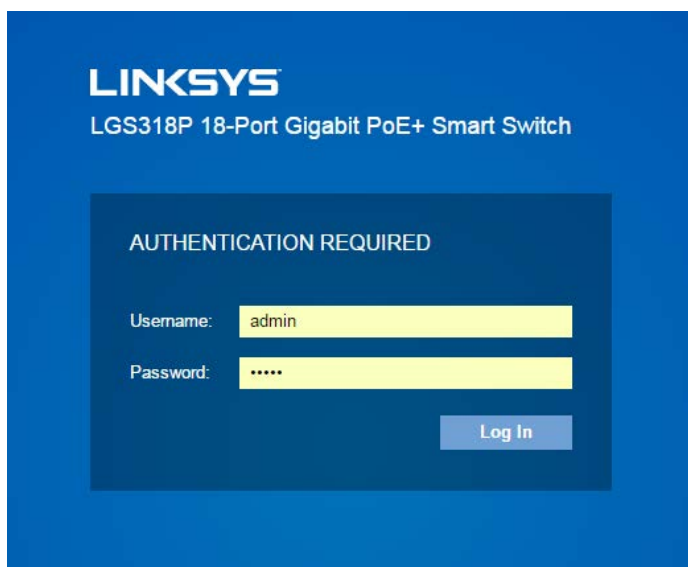 LINKSYS
LGS318P 18-Port Gigabit PoE+ Smart Switch
AUTHENTICATION REQUIRED
Username: admin
Password: •••••
Log In